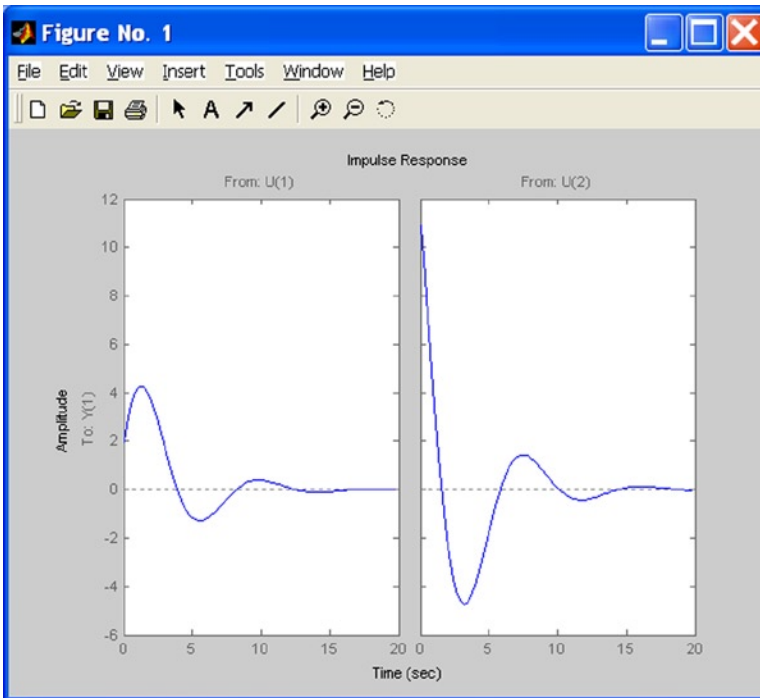 Figure No. 1
File Edit View Insert Tools Window Help
A
Impulse Response
From: U(1) From: U(2)
12
10
8
6
4
2
0
-2
-4
-6
Amplitude
To: Y(1)
0 5 10 15 20 0 5 10 15 20
Time (sec)